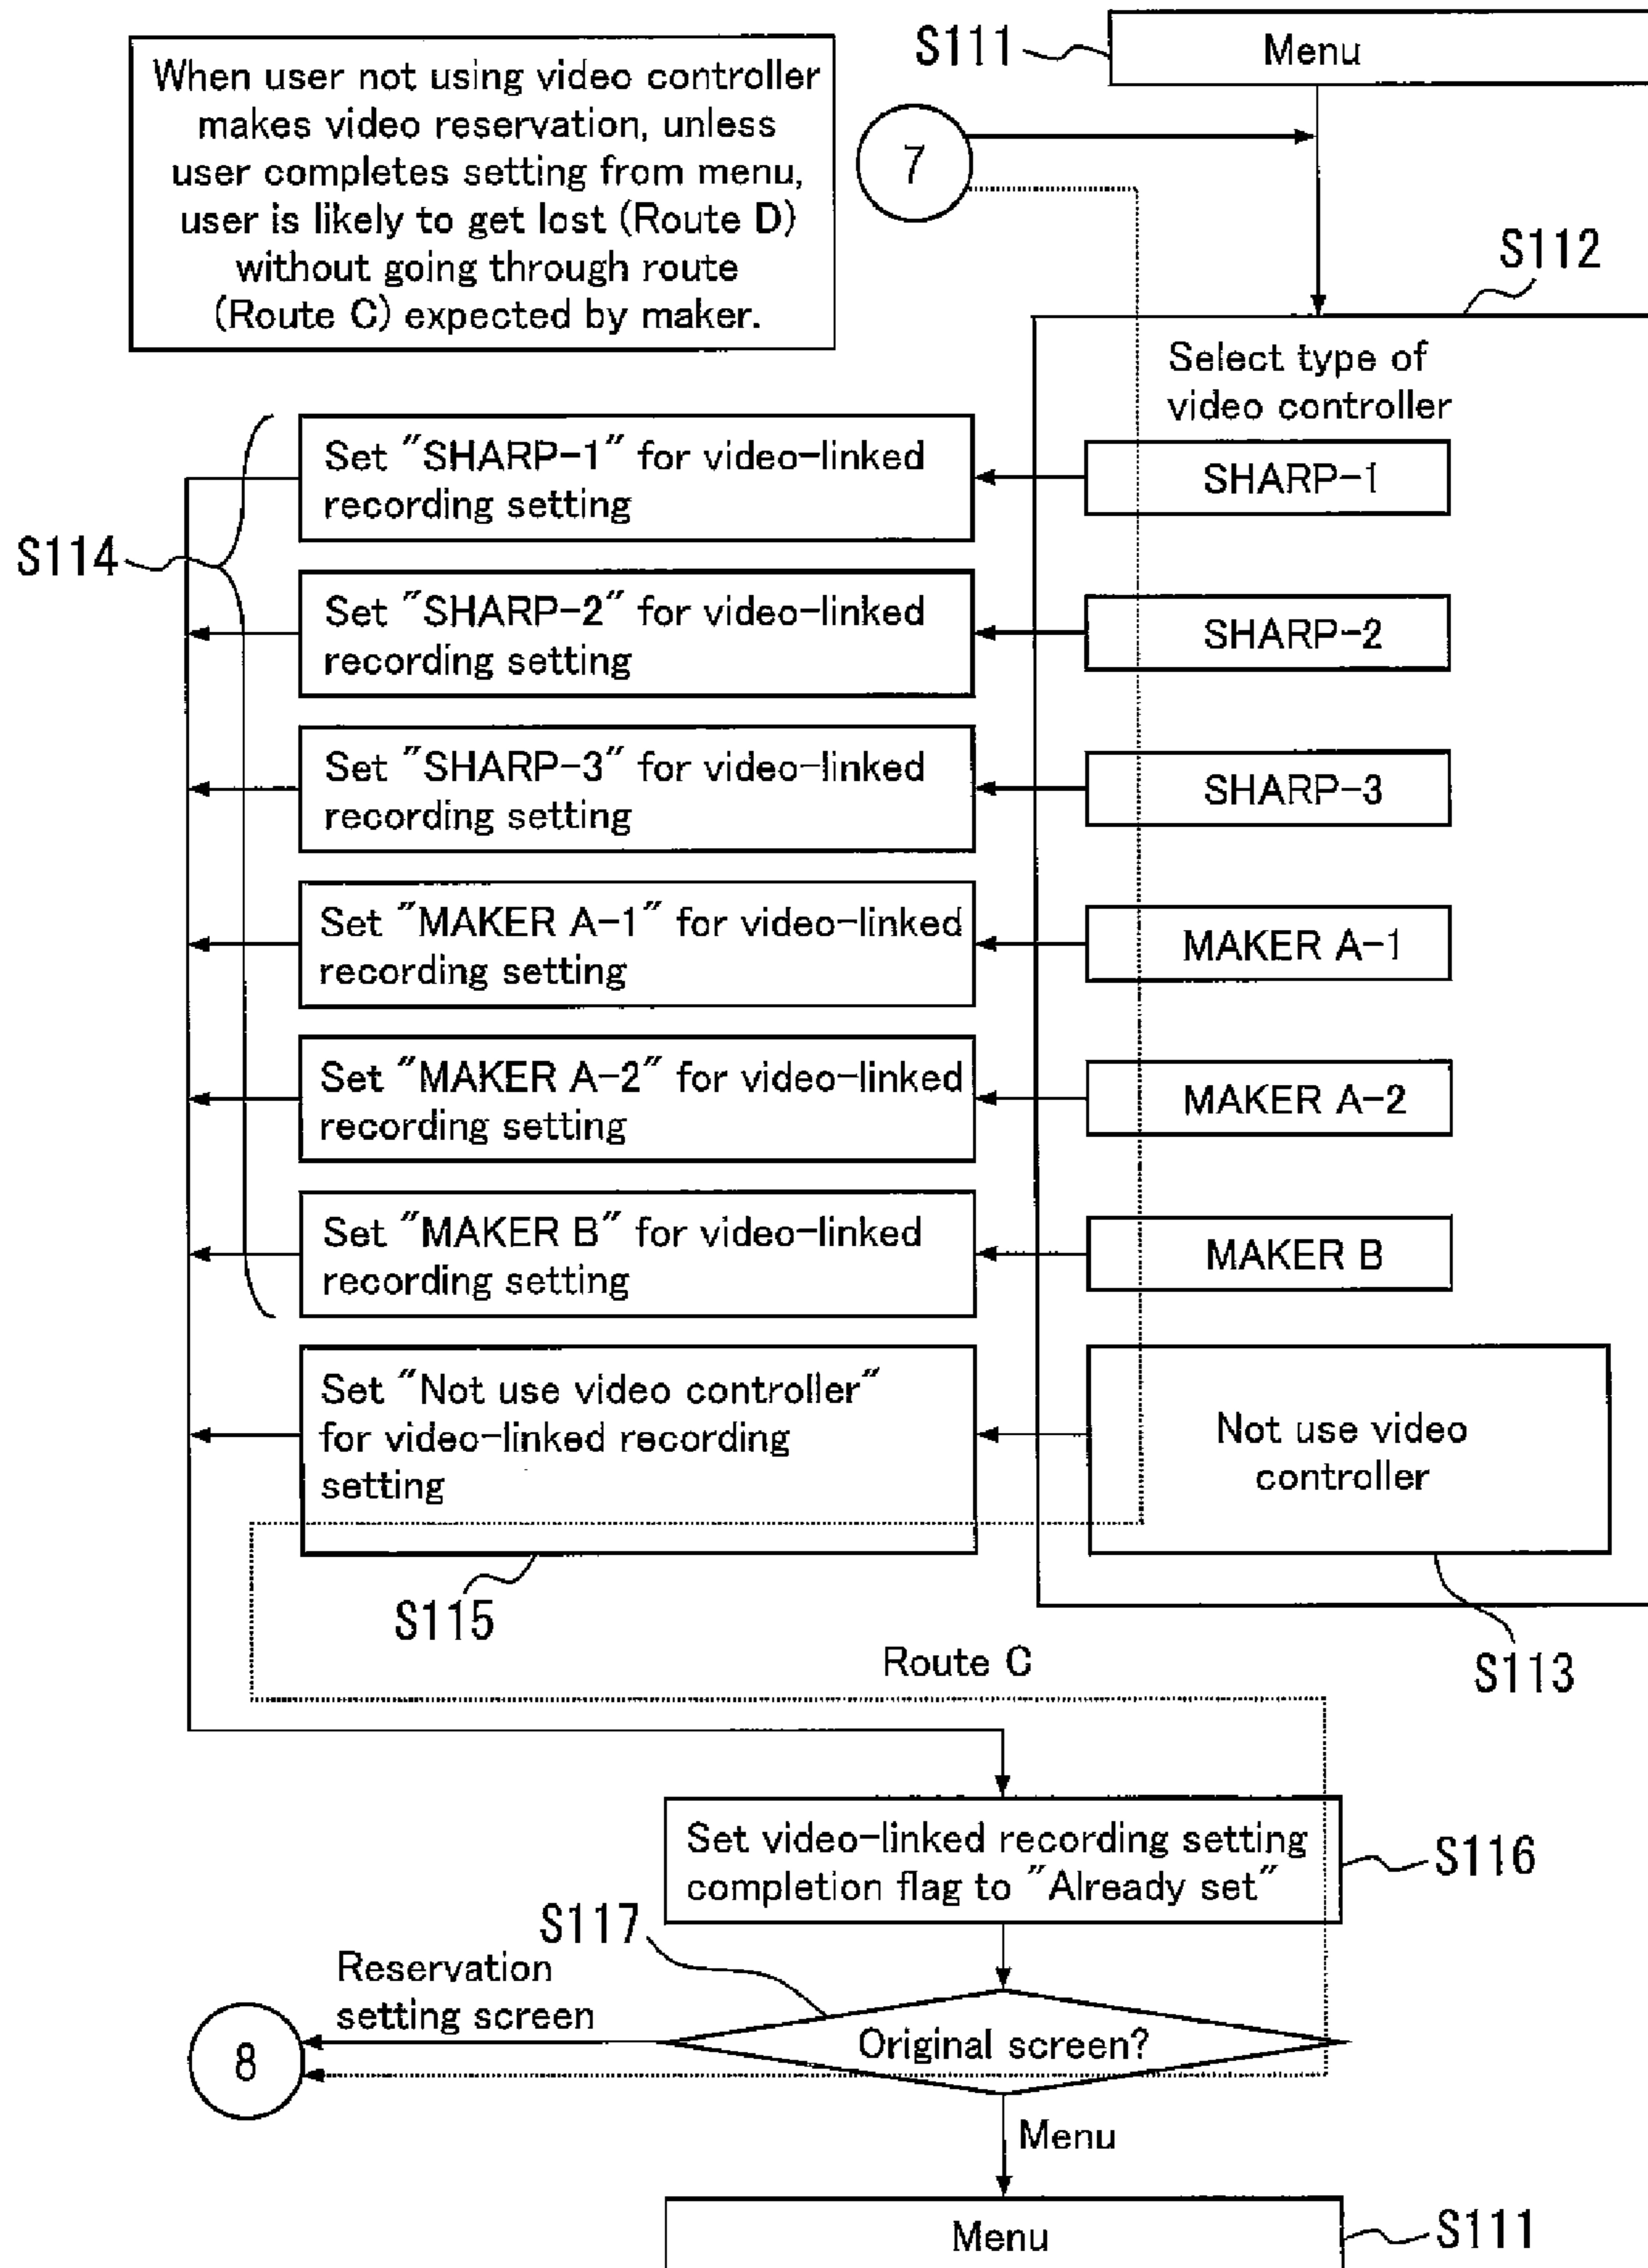 S111
Menu
When user not using video controller
makes video reservation, unless
user completes setting from menu,
user is likely to get lost (Route D)
without going through route
(Route C) expected by maker.
7
S112
Select type of
video controller
S114
Set "SHARP-1" for video-linked
recording setting
SHARP-1
Set "SHARP-2" for video-linked
recording setting
SHARP-2
Set "SHARP-3" for video-linked
recording setting
SHARP-3
Set "MAKER A-1" for video-linked
recording setting
MAKER A-1
Set "MAKER A-2" for video-linked
recording setting
MAKER A-2
Set "MAKER B" for video-linked
recording setting
MAKER B
Set "Not use video controller"
for video-linked recording
setting
Not use video
controller
S115
S113
Route C
Set video-linked recording setting
completion flag to "Already set"
S116
S117
Reservation
setting screen
Original screen?
8
Menu
Menu
S111